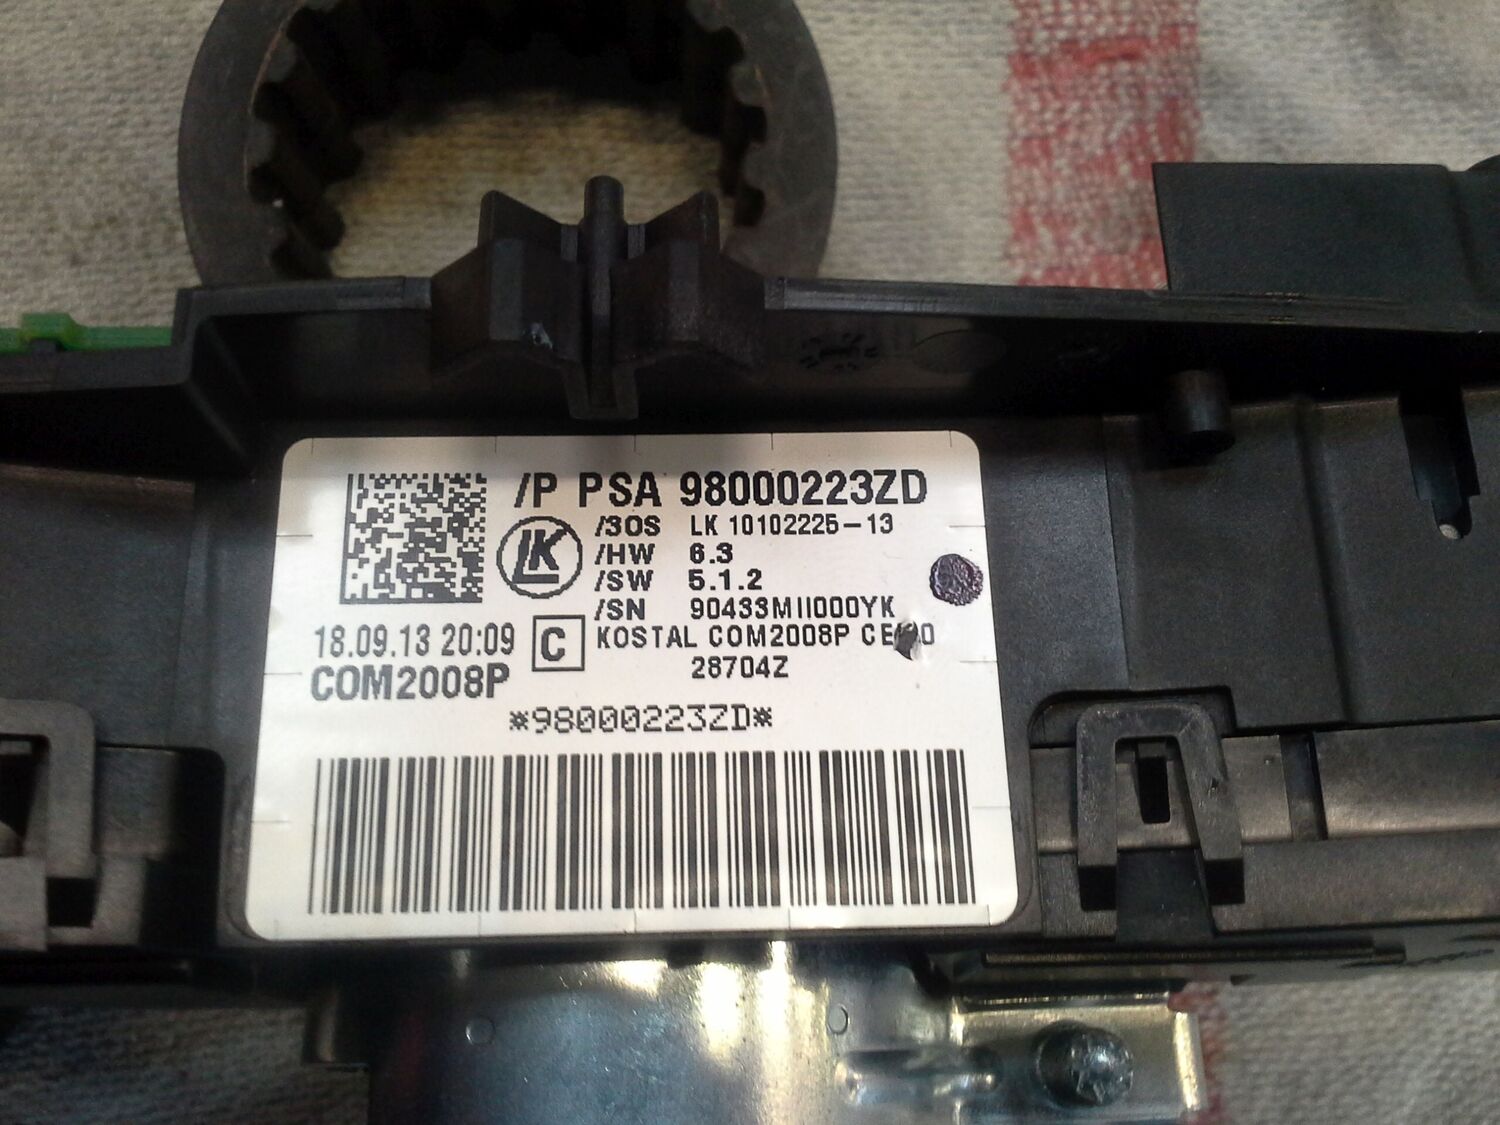 /P PSA 98000223ZD
/3OS LK 10102225-13
LK
/HW 6.3
/SW 5.1.2
/SN 90433MII000YK
18.09.13 20:09
C
KOSTAL COM2008P
28704Z
COM2008P
*98000223ZD*